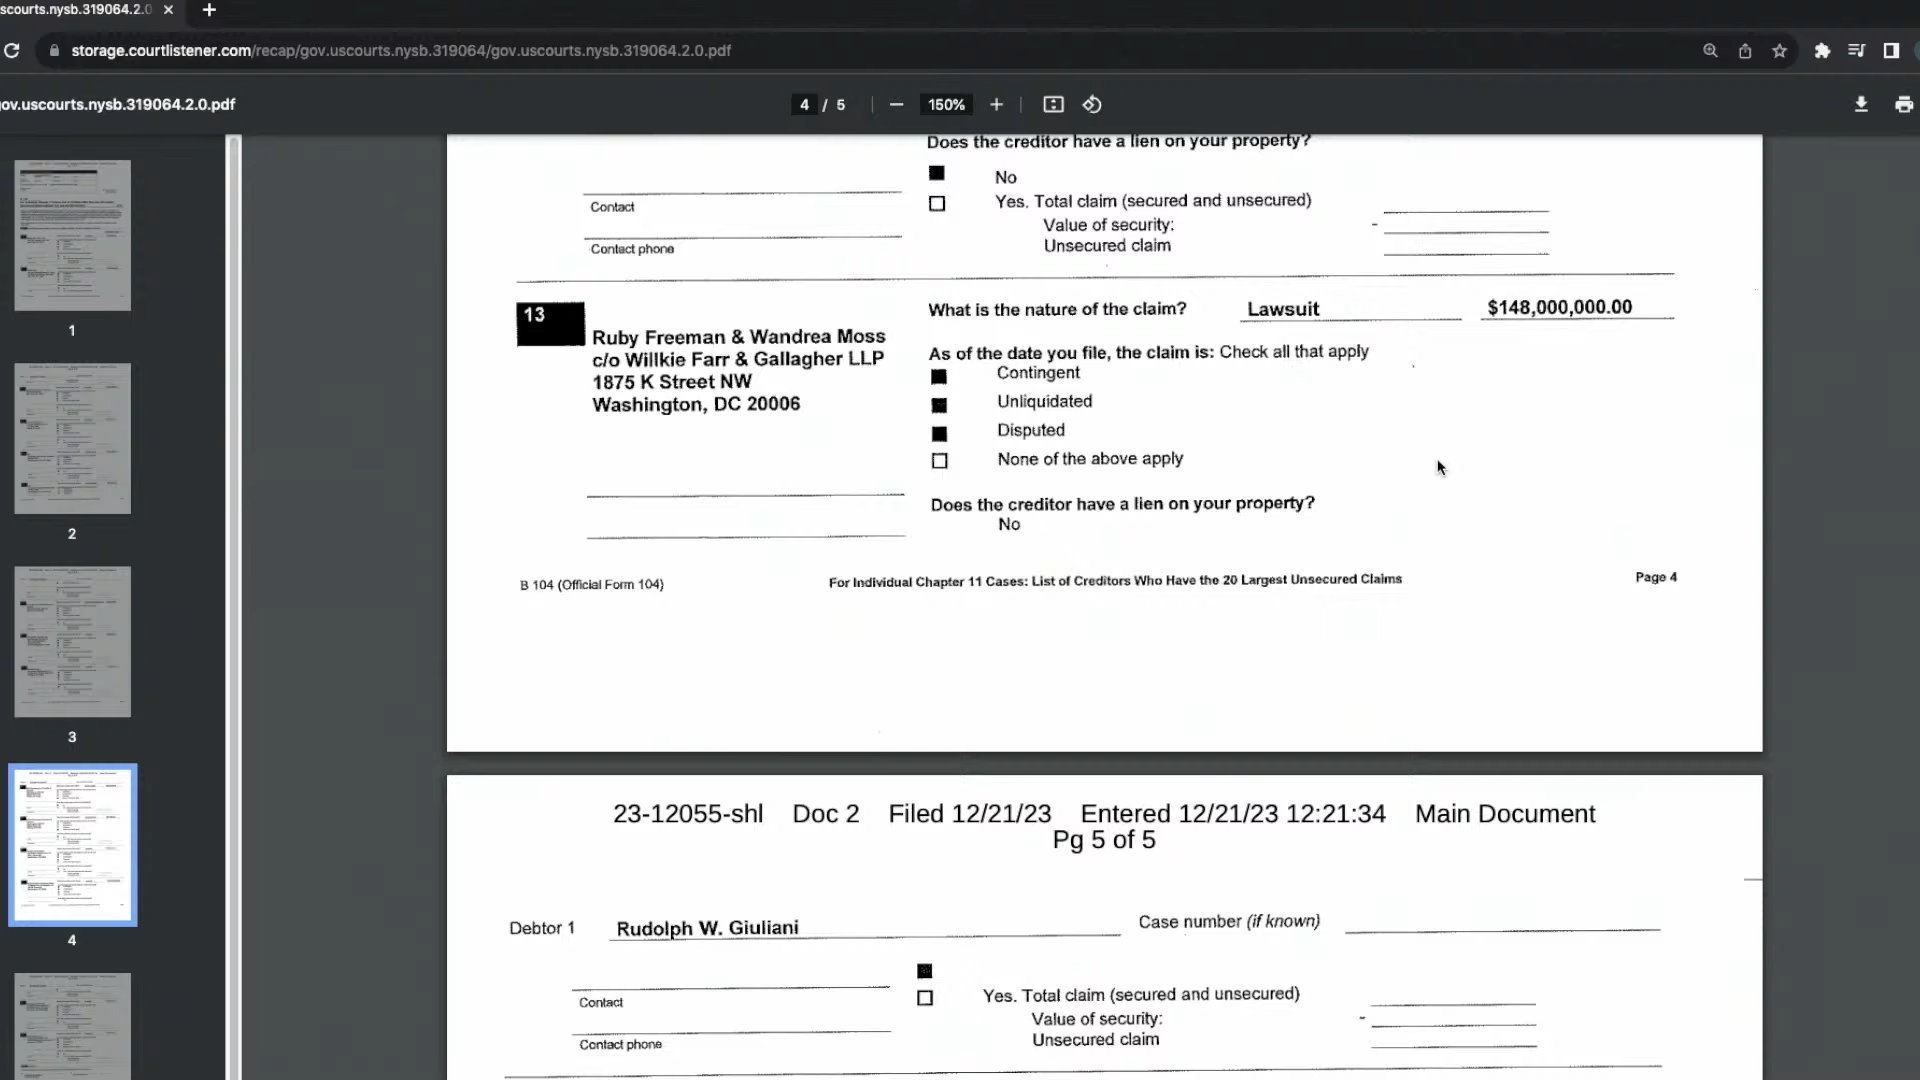 scourts.nysb.319064.2.0
storage.courtlistener.com/recap/gov.uscourts.nysb.319064/gov.uscourts.nysb.319064.2.0.pdf
ov.uscourts.nysb.319064.2.0.pdf
4 / 5
150%
Does the creditor have a lien on your property?
No
Yes. Total claim (secured and unsecured)
Contact
Value of security: -
Contact phone
Unsecured claim
13
What is the nature of the claim? Lawsuit $148,000,000.00
Ruby Freeman & Wandrea Moss
c/o Willkie Farr & Gallagher LLP
1875 K Street NW
Washington, DC 20006
As of the date you file, the claim is: Check all that apply
Contingent
Unliquidated
Disputed
None of the above apply
Does the creditor have a lien on your property?
No
B 104 (Official Form 104) For Individual Chapter 11 Cases: List of Creditors Who Have the 20 Largest Unsecured Claims Page 4
23-12055-shl Doc 2 Filed 12/21/23 Entered 12/21/23 12:21:34 Main Document
Pg 5 of 5
Debtor 1 Rudolph W. Giuliani Case number (if known)
Yes. Total claim (secured and unsecured)
Contact
Value of security: -
Contact phone
Unsecured claim
1
2
3
4